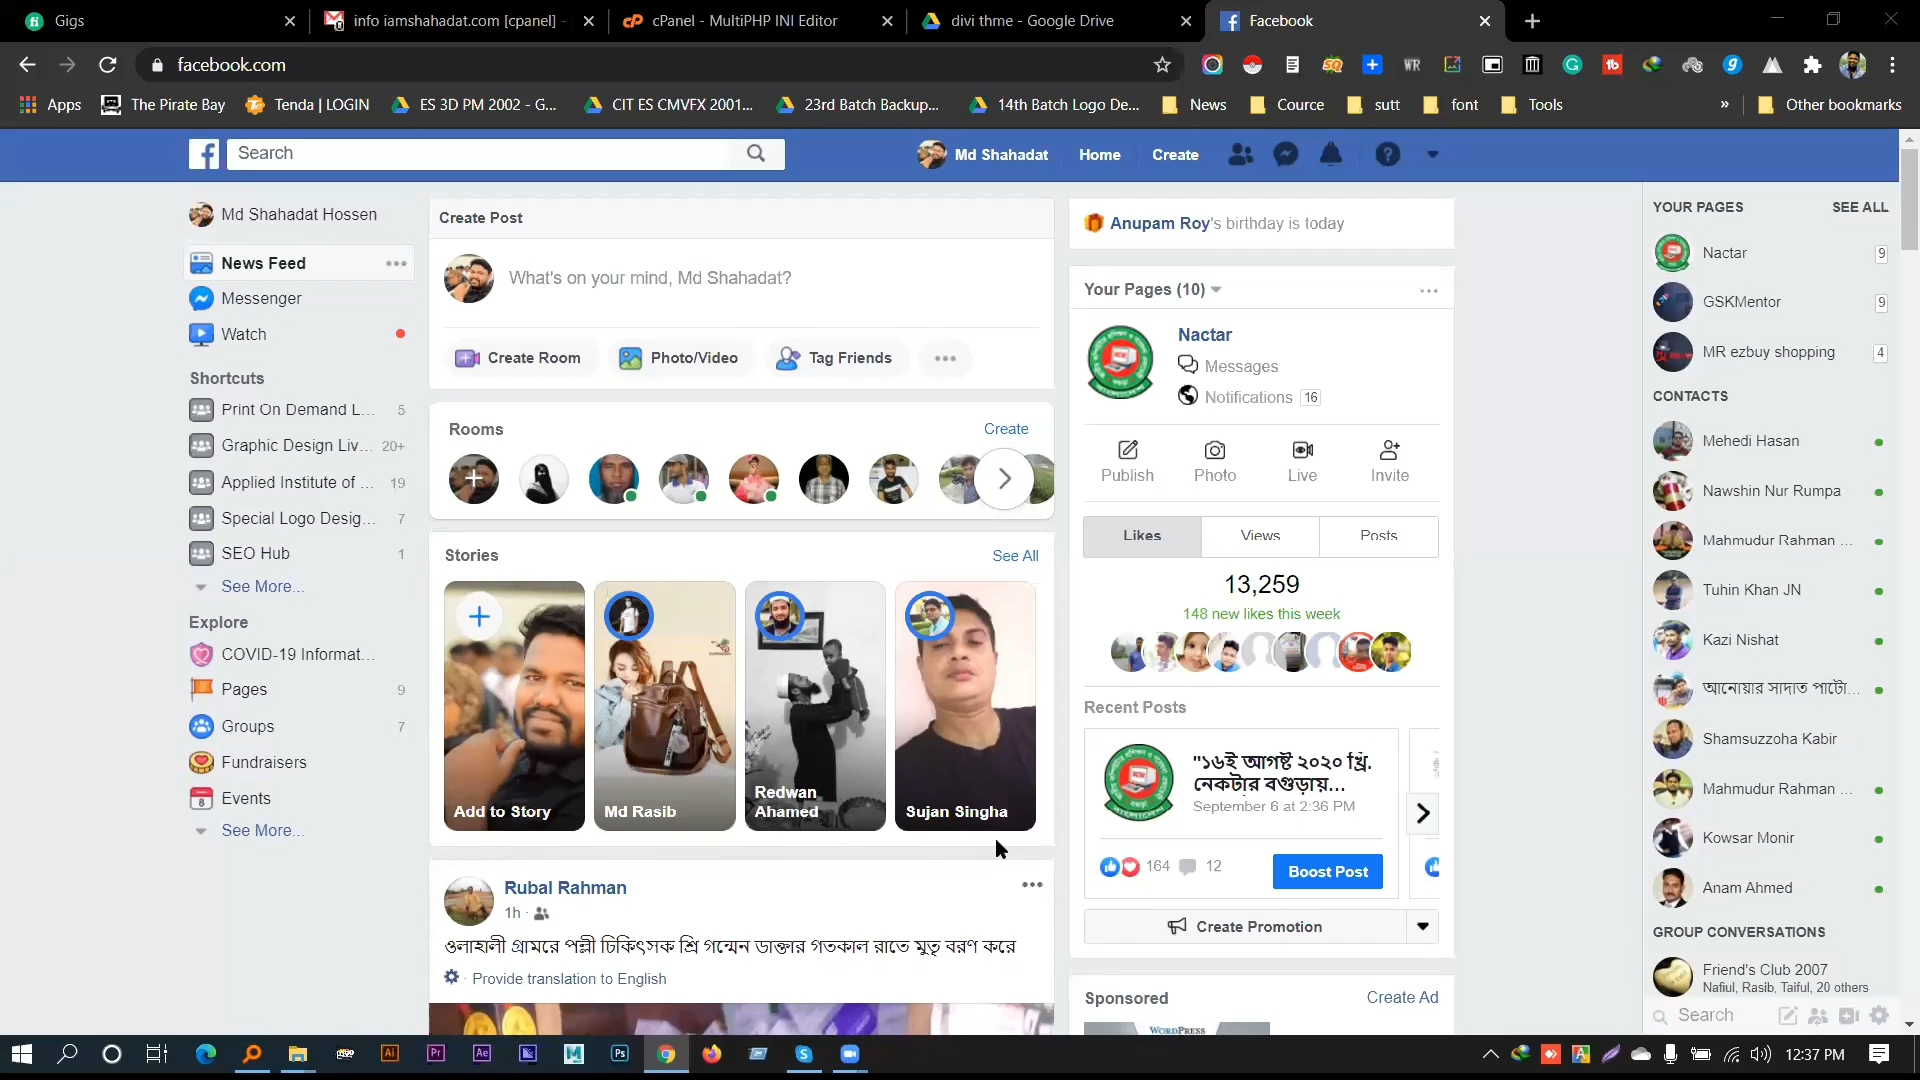 Gigs
info iamshahadat.com [cpanel] -
cPanel - MultiPHP INI Editor
divi thme - Google Drive
Facebook
facebook.com
Apps
The Pirate Bay
Tenda | LOGIN
ES 3D PM 2002 - G...
CIT ES CMVFX 2001...
23rd Batch Backup...
14th Batch Logo De...
News
Cource
sutt
font
Tools
»
Other bookmarks
Search
Md Shahadat
Home
Create
Md Shahadat Hossen
News Feed
Messenger
Watch
Shortcuts
Print On Demand L... 5
Graphic Design Liv... 20+
Applied Institute of ... 19
Special Logo Desig... 7
SEO Hub 1
See More...
Explore
COVID-19 Informat...
Pages 9
Groups 7
Fundraisers
Events
See More...
Create Post
What's on your mind, Md Shahadat?
Create Room
Photo/Video
Tag Friends
Rooms
Create
Stories
See All
Add to Story
Md Rasib
Redwan
Ahamed
Sujan Singha
Rubal Rahman
1h ·
ওলাহালী গ্রামরে পল্লী চিকিৎসক শ্রি গন্মেন ডাক্তার গতকাল রাতে মুত্ব বরণ করে
· Provide translation to English
Anupam Roy's birthday is today
Your Pages (10)
Nactar
Messages
Notifications 16
Publish
Photo
Live
Invite
Likes
Views
Posts
13,259
148 new likes this week
Recent Posts
"১৬ই আগষ্ট ২০২০ খ্রি.
নেকটার বগুড়ায়...
September 6 at 2:36 PM
164
12
Boost Post
Create Promotion
Sponsored
Create Ad
WORDPRESS
YOUR PAGES
SEE ALL
Nactar 9
GSKMentor 9
MR ezbuy shopping 4
CONTACTS
Mehedi Hasan
Nawshin Nur Rumpa
Mahmudur Rahman ...
Tuhin Khan JN
Kazi Nishat
আনোয়ার সাদাত পাটো...
Shamsuzzoha Kabir
Mahmudur Rahman ...
Kowsar Monir
Anam Ahmed
GROUP CONVERSATIONS
Friend's Club 2007
Nafiul, Rasib, Taiful, 20 others
Search
12:37 PM